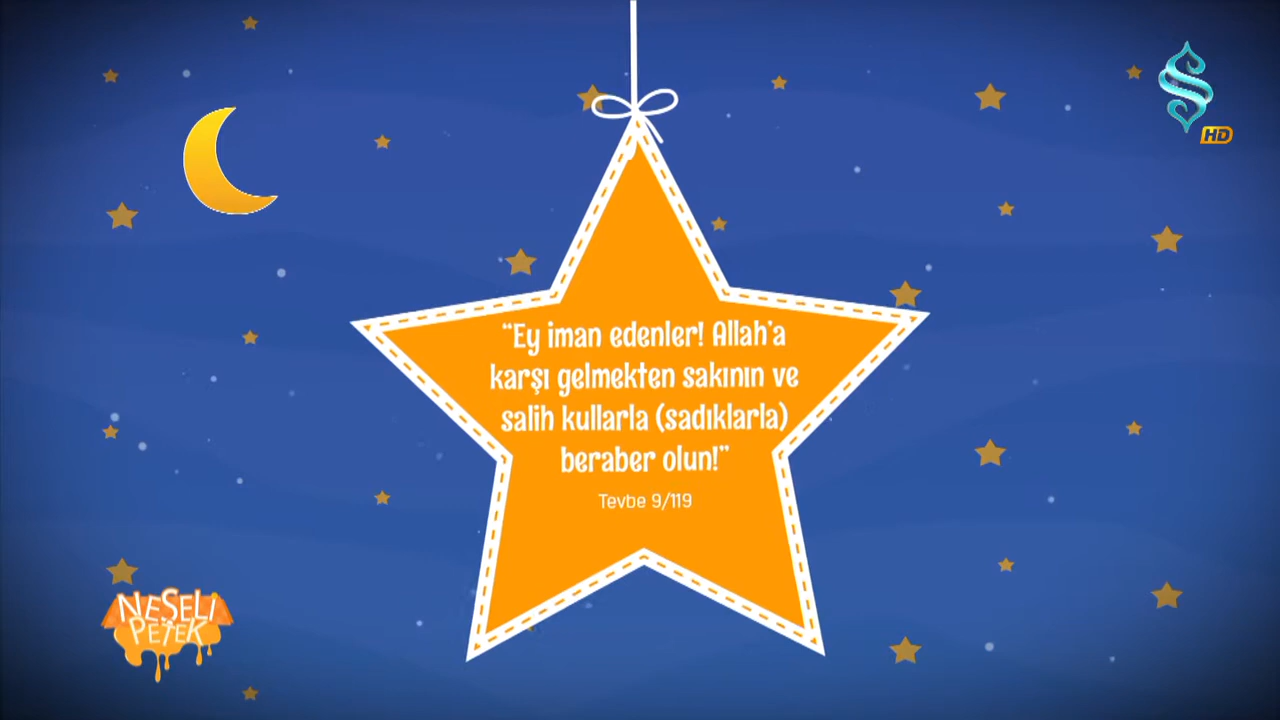 HD
“Ey iman edenler! Allah'a
karşı gelmekten sakının ve
salih kullarla (sadıklarla)
beraber olun!”
Tevbe 9/119
NEŞELİ
PETEK